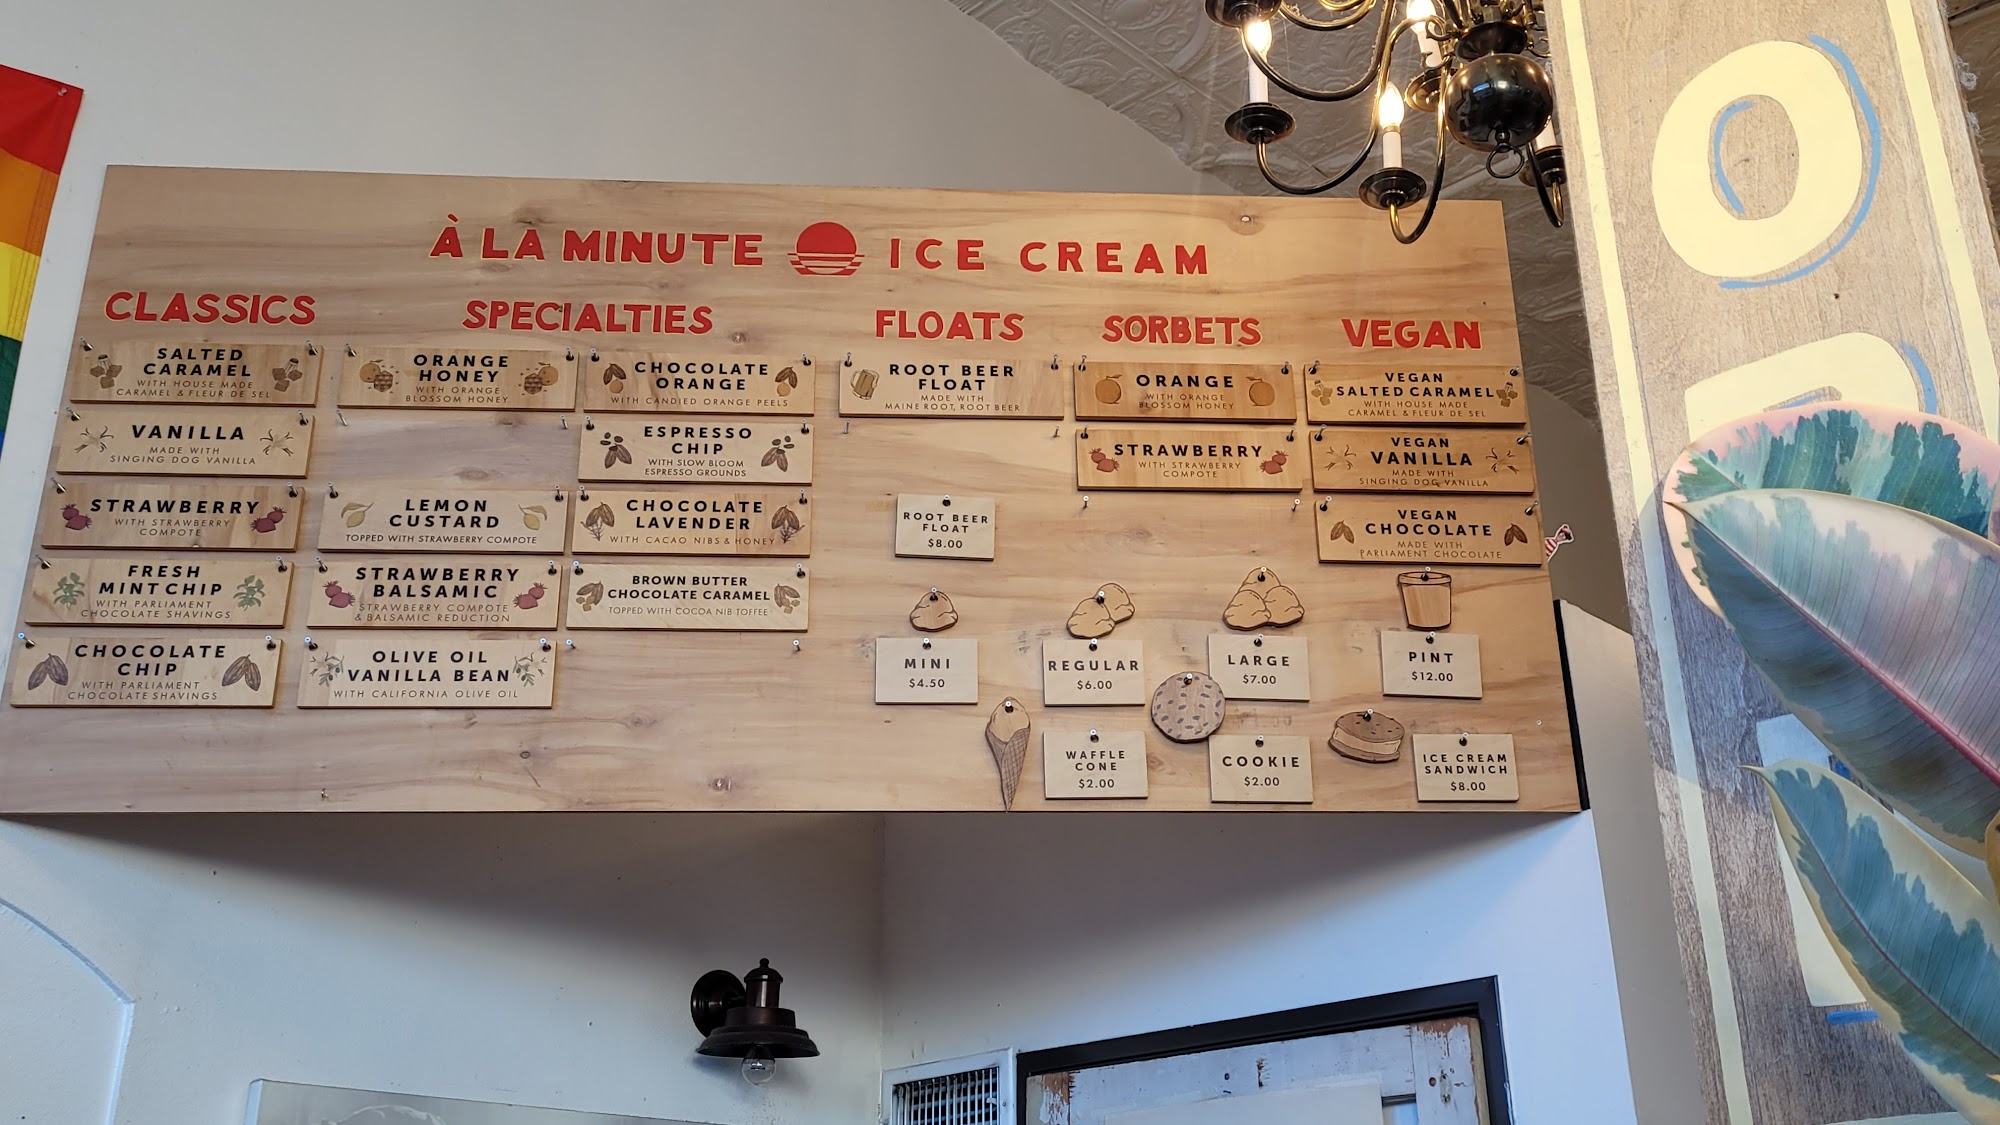 À LA MINUTE ICE CREAM
CLASSICS
SALTED
CARAMEL
WITH HOUSE MADE
CARAMEL & FLEUR DE SEL
VANILLA
MADE WITH
SINGING DOG VANILLA
STRAWBERRY
WITH STRAWBERRY
COMPOTE
FRESH
MINT CHIP
WITH PARLIAMENT
CHOCOLATE SHAVINGS
CHOCOLATE
CHIP
WITH PARLIAMENT
CHOCOLATE SHAVINGS
SPECIALTIES
ORANGE
HONEY
WITH ORANGE
BLOSSOM HONEY
LEMON
CUSTARD
TOPPED WITH STRAWBERRY COMPOTE
STRAWBERRY
BALSAMIC
STRAWBERRY COMPOTE
& BALSAMIC REDUCTION
OLIVE OIL
VANILLA BEAN
WITH CALIFORNIA OLIVE OIL
CHOCOLATE
ORANGE
WITH CANDIED ORANGE PEELS
ESPRESSO
CHIP
WITH SLOW BLOOM
ESPRESSO GROUNDS
CHOCOLATE
LAVENDER
WITH CACAO NIBS & HONEY
BROWN BUTTER
CHOCOLATE CARAMEL
TOPPED WITH COCOA NIB TOFFEE
FLOATS
ROOT BEER
FLOAT
MADE WITH
MAINE ROOT, ROOT BEER
ROOT BEER
FLOAT
$8.00
SORBETS
ORANGE
WITH ORANGE
BLOSSOM HONEY
STRAWBERRY
WITH STRAWBERRY
COMPOTE
VEGAN
VEGAN
SALTED CARAMEL
WITH HOUSE MADE
CARAMEL & FLEUR DE SEL
VEGAN
VANILLA
MADE WITH
SINGING DOG VANILLA
VEGAN
CHOCOLATE
MADE WITH
PARLIAMENT CHOCOLATE
MINI
$4.50
REGULAR
$6.00
LARGE
$7.00
PINT
$12.00
WAFFLE
CONE
$2.00
COOKIE
$2.00
ICE CREAM
SANDWICH
$8.00